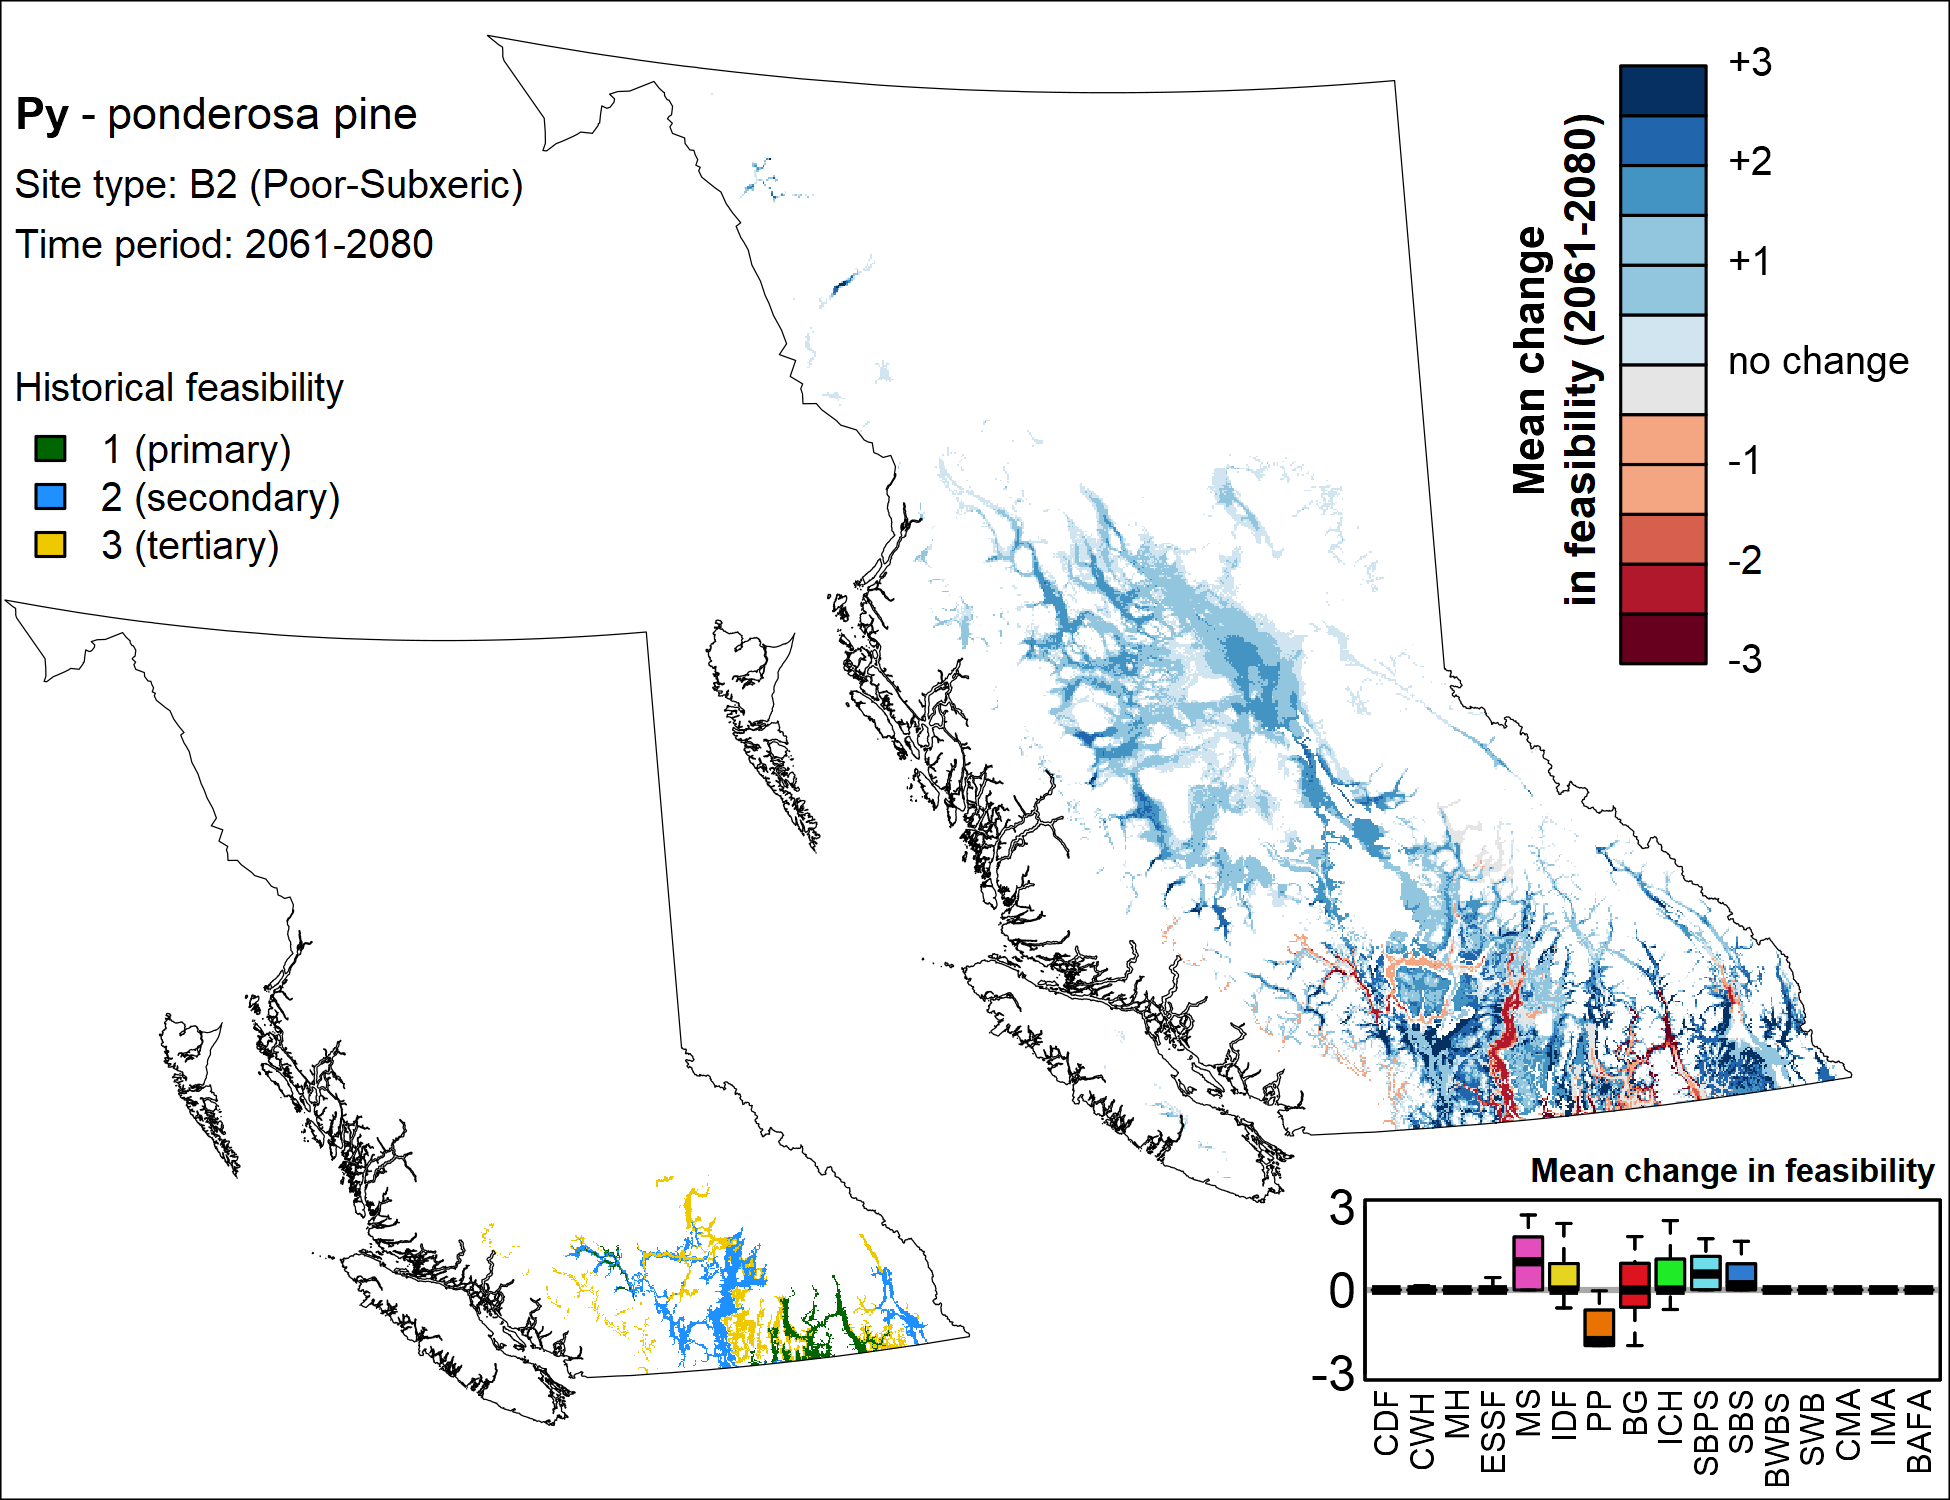 Py - ponderosa pine
Site type: B2 (Poor-Subxeric)
Time period: 2061-2080
Historical feasibility
1 (primary)
2 (secondary)
3 (tertiary)
Mean change
in feasibility (2061-2080)
+3
+2
+1
no change
-1
-2
-3
Mean change in feasibility
3
0
-3
CDF
CWH
MH
ESSF
MS
IDF
PP
BG
ICH
SBPS
SBS
BWBS
SWB
CMA
IMA
BAFA